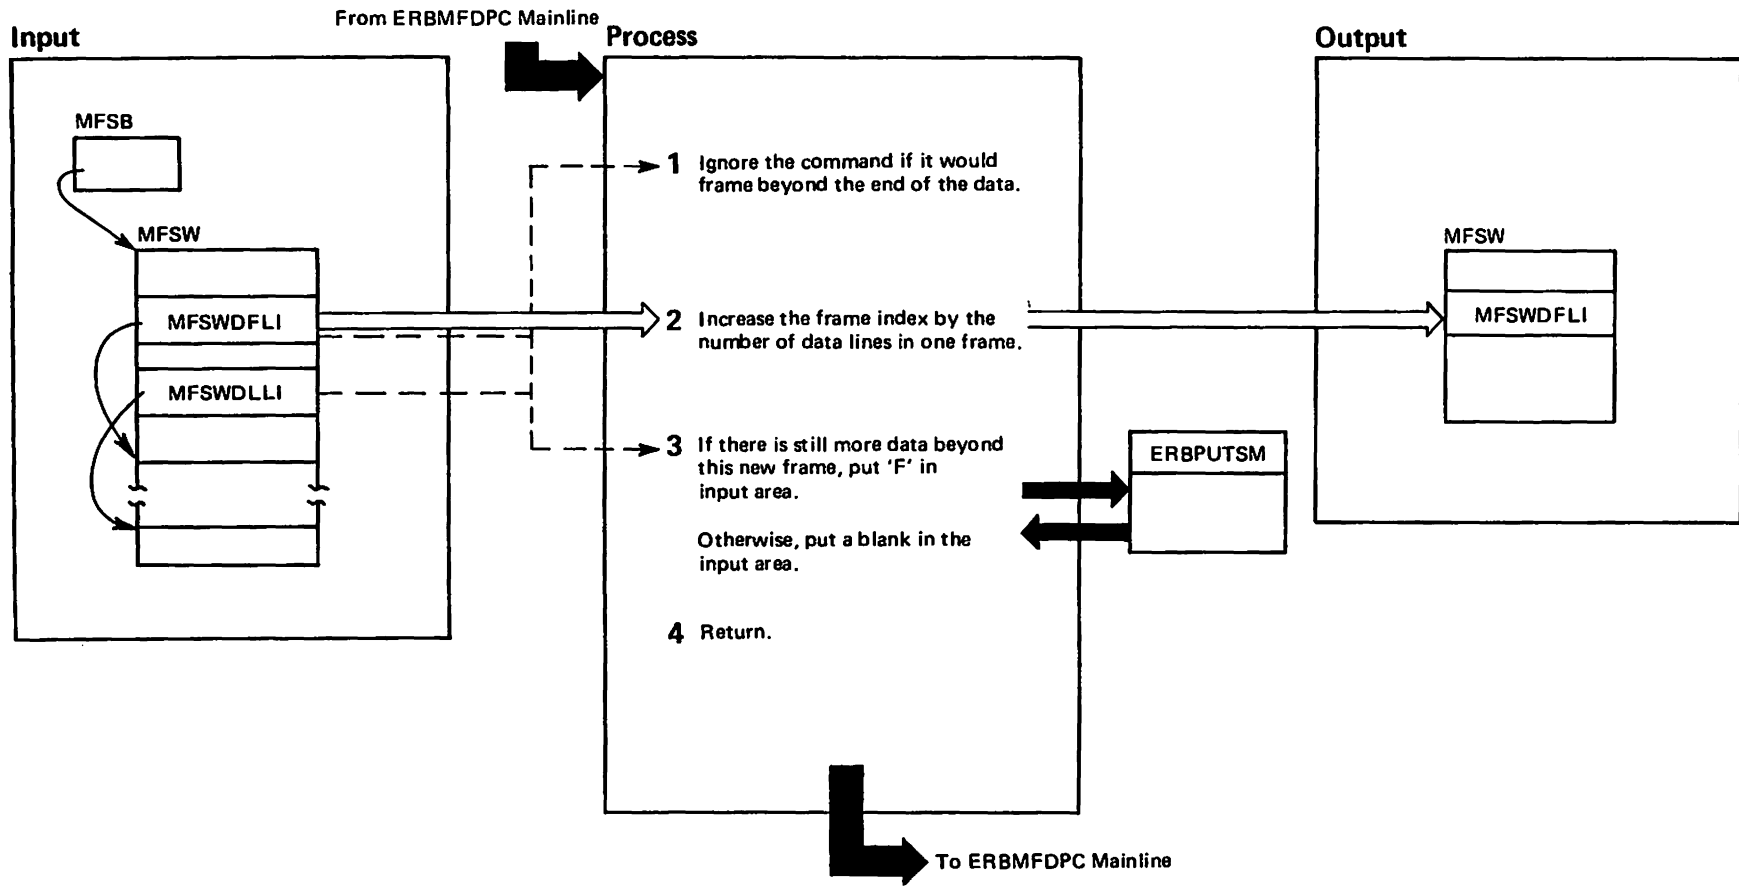 From ERBMFDPC Mainline
Input
Process
Output
MFSB
MFSW
MFSWDFLI
MFSWDLLI
1 Ignore the command if it would
frame beyond the end of the data.
2 Increase the frame index by the
number of data lines in one frame.
3 If there is still more data beyond
this new frame, put 'F' in
input area.
Otherwise, put a blank in the
input area.
4 Return.
ERBPUTSM
MFSW
MFSWDFLI
To ERBMFDPC Mainline